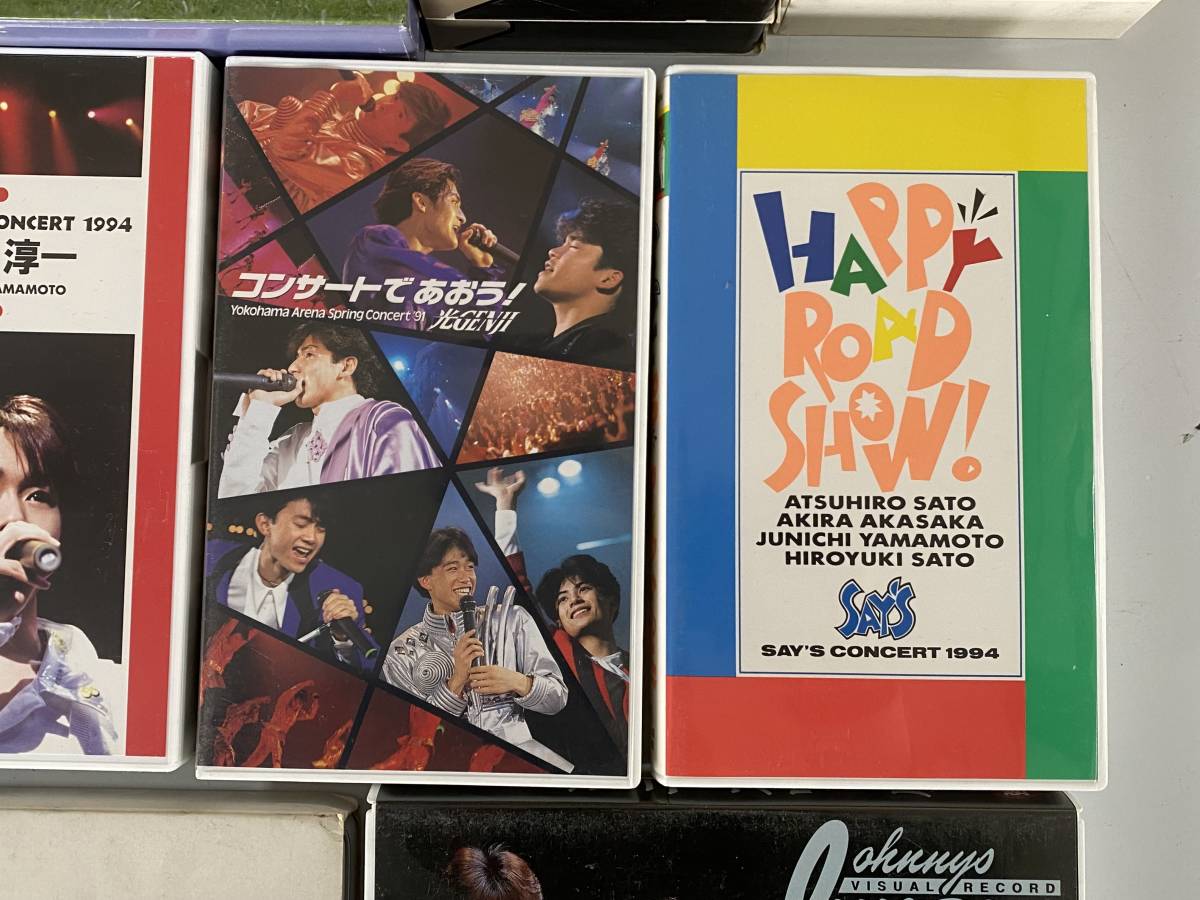 ONCERT 1994
淳一
AMAMOTO
コンサートであおう!
Yokohama Arena Spring Concert '91
光GENJI
HAPPY
ROAD
SHOW!
ATSUHIRO SATO
AKIRA AKASAKA
JUNICHI YAMAMOTO
HIROYUKI SATO
SAY'S
SAY'S CONCERT 1994
Johnnys
VISUAL RECORD